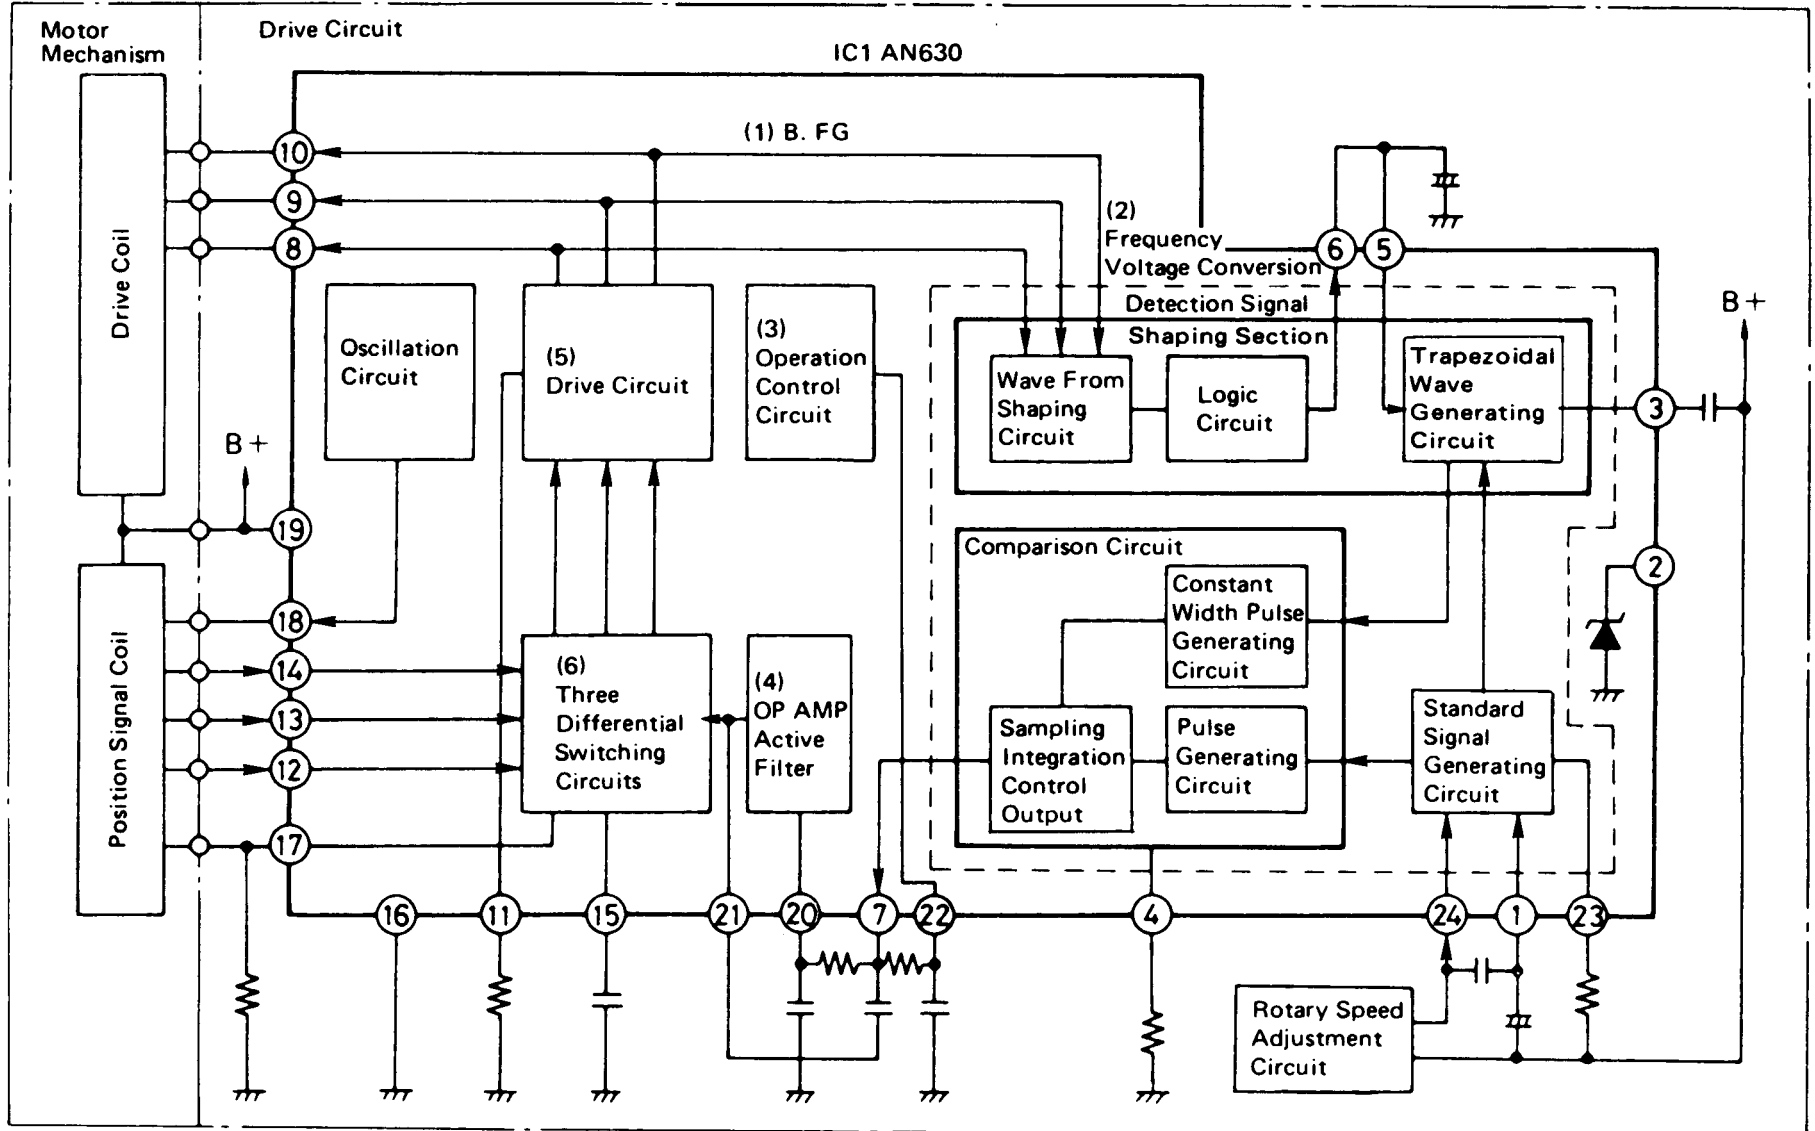 Motor
Mechanism
Drive Circuit
IC1 AN630
(1) B. FG
10
9
8
Drive Coil
(2)
Frequency
Voltage Conversion
6
5
Detection Signal
Shaping Section
B+
Oscillation
Circuit
(5)
Drive Circuit
(3)
Operation
Control
Circuit
Wave From
Shaping
Circuit
Logic
Circuit
Trapezoidal
Wave
Generating
Circuit
3
B+
19
2
Comparison Circuit
Constant
Width Pulse
Generating
Circuit
Position Signal Coil
18
14
13
12
17
(6)
Three
Differential
Switching
Circuits
(4)
OP AMP
Active
Filter
Sampling
Integration
Control
Output
Pulse
Generating
Circuit
Standard
Signal
Generating
Circuit
16
11
15
21
20
7
22
4
24
1
23
Rotary Speed
Adjustment
Circuit